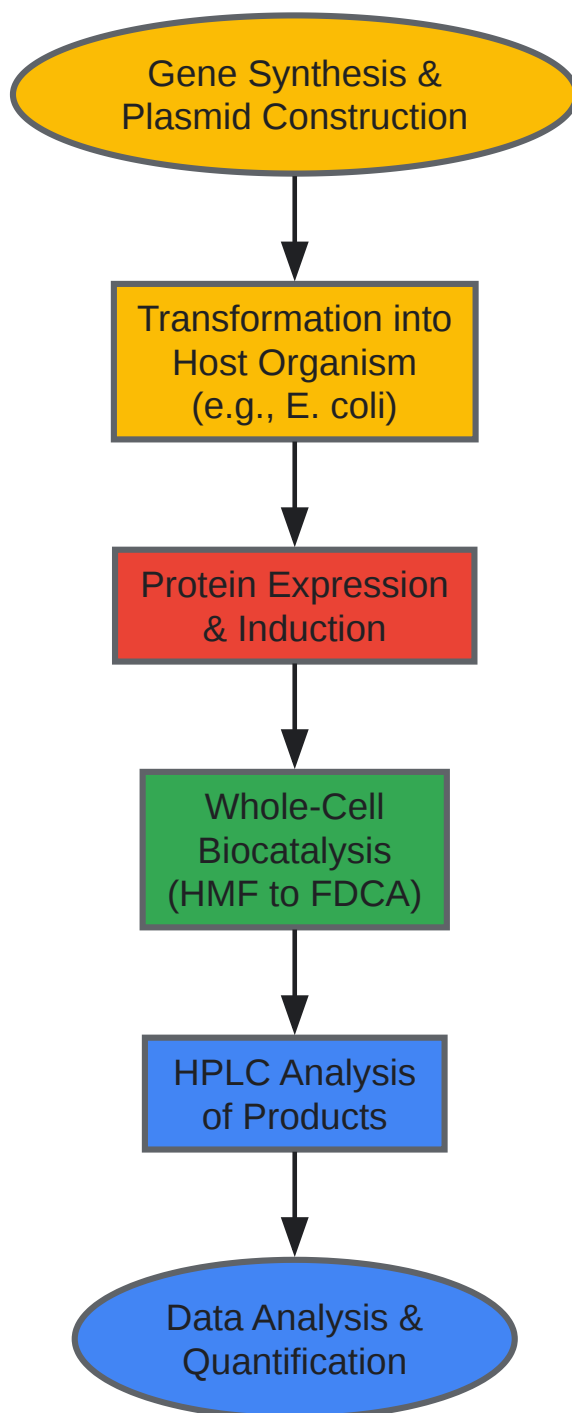 Gene Synthesis &
Plasmid Construction
Transformation into
Host Organism
(e.g., E. coli)
Protein Expression
& Induction
Whole-Cell
Biocatalysis
(HMF to FDCA)
HPLC Analysis
of Products
Data Analysis &
Quantification